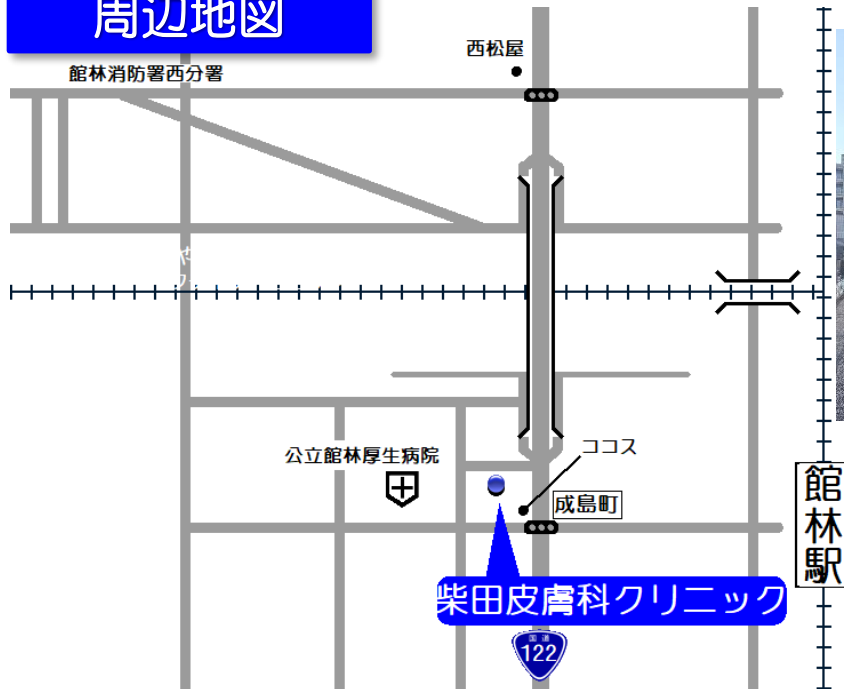 周辺地図
西松屋
館林消防署西分署
ココス
公立館林厚生病院
成島町
館林駅
柴田皮膚科クリニック
国道
122